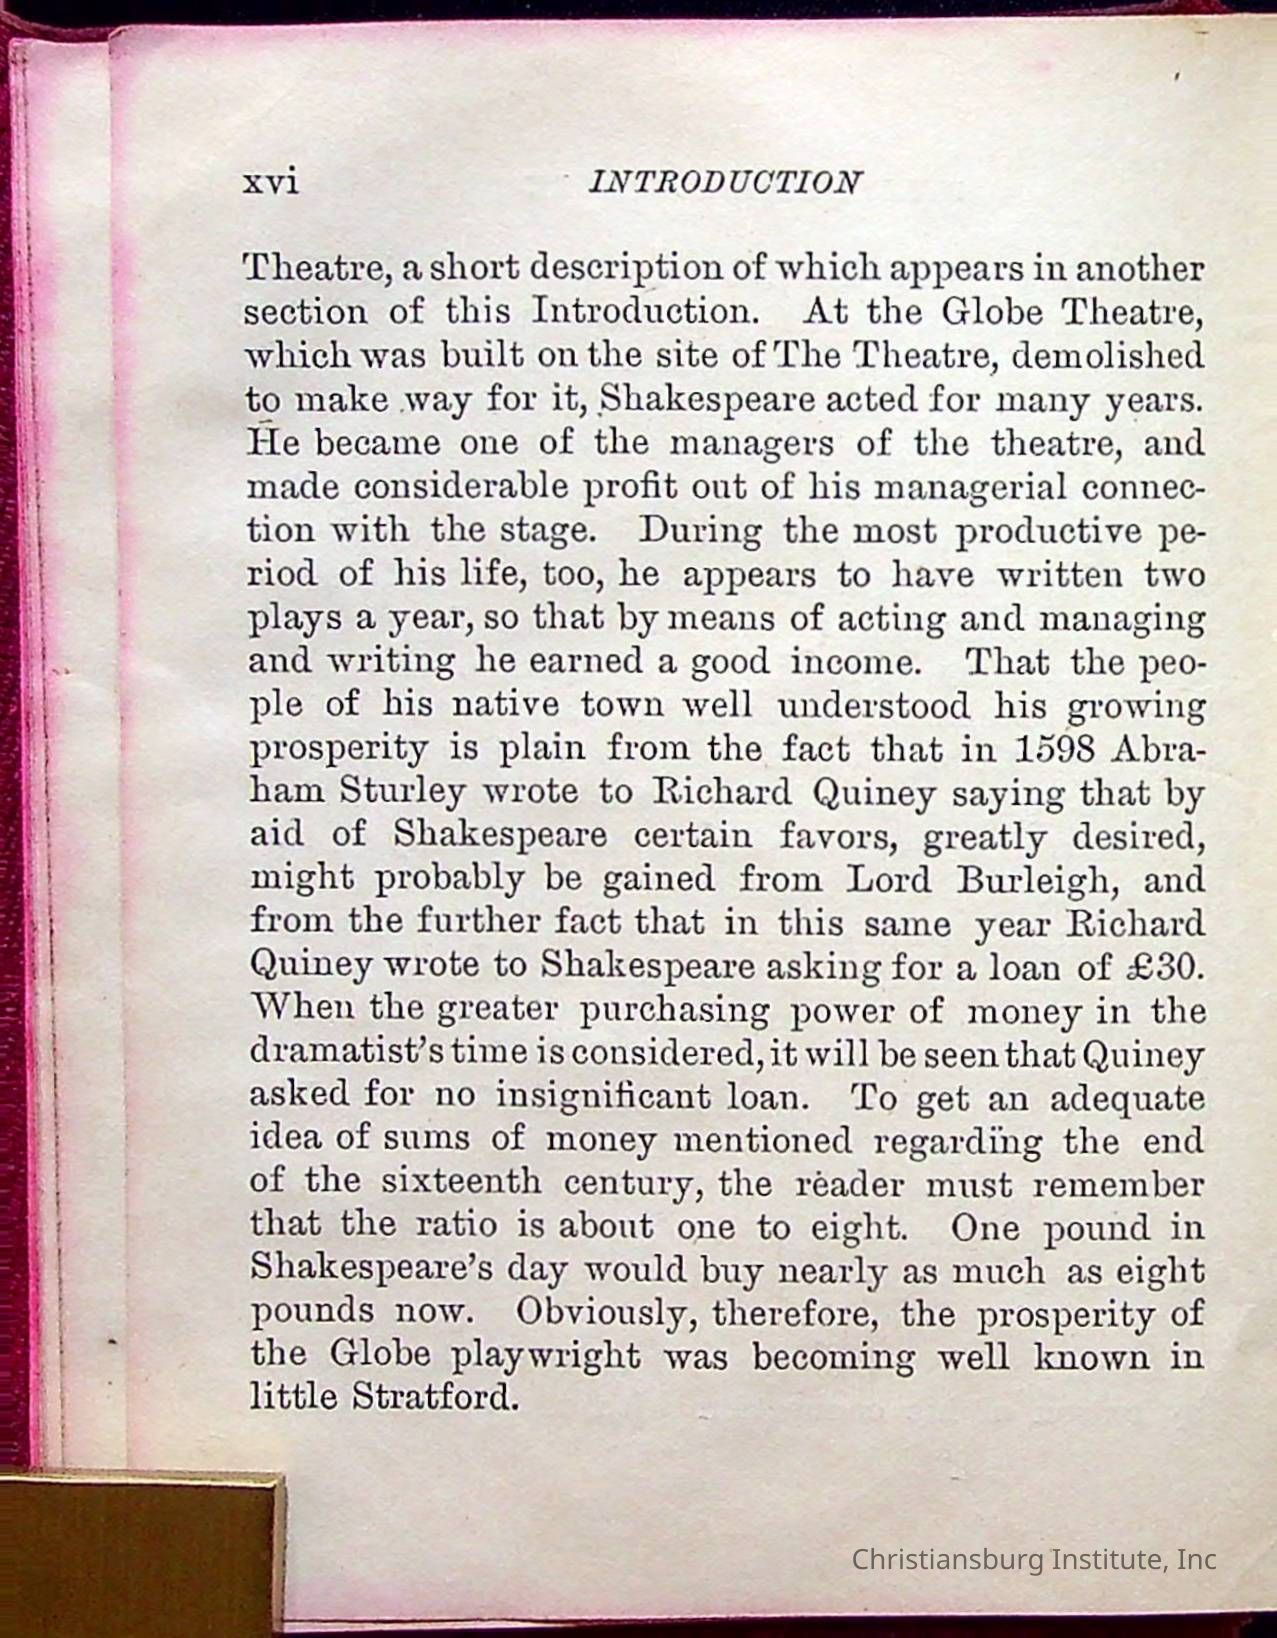 xvi INTRODUCTION
Theatre, a short description of which appears in another
section of this Introduction. At the Globe Theatre,
which was built on the site of The Theatre, demolished
to make way for it, Shakespeare acted for many years.
He became one of the managers of the theatre, and
made considerable profit out of his managerial connec-
tion with the stage. During the most productive pe-
riod of his life, too, he appears to have written two
plays a year, so that by means of acting and managing
and writing he earned a good income. That the peo-
ple of his native town well understood his growing
prosperity is plain from the fact that in 1598 Abra-
ham Sturley wrote to Richard Quiney saying that by
aid of Shakespeare certain favors, greatly desired,
might probably be gained from Lord Burleigh, and
from the further fact that in this same year Richard
Quiney wrote to Shakespeare asking for a loan of £30.
When the greater purchasing power of money in the
dramatist's time is considered, it will be seen that Quiney
asked for no insignificant loan. To get an adequate
idea of sums of money mentioned regarding the end
of the sixteenth century, the reader must remember
that the ratio is about one to eight. One pound in
Shakespeare's day would buy nearly as much as eight
pounds now. Obviously, therefore, the prosperity of
the Globe playwright was becoming well known in
little Stratford.
Christiansburg Institute, Inc